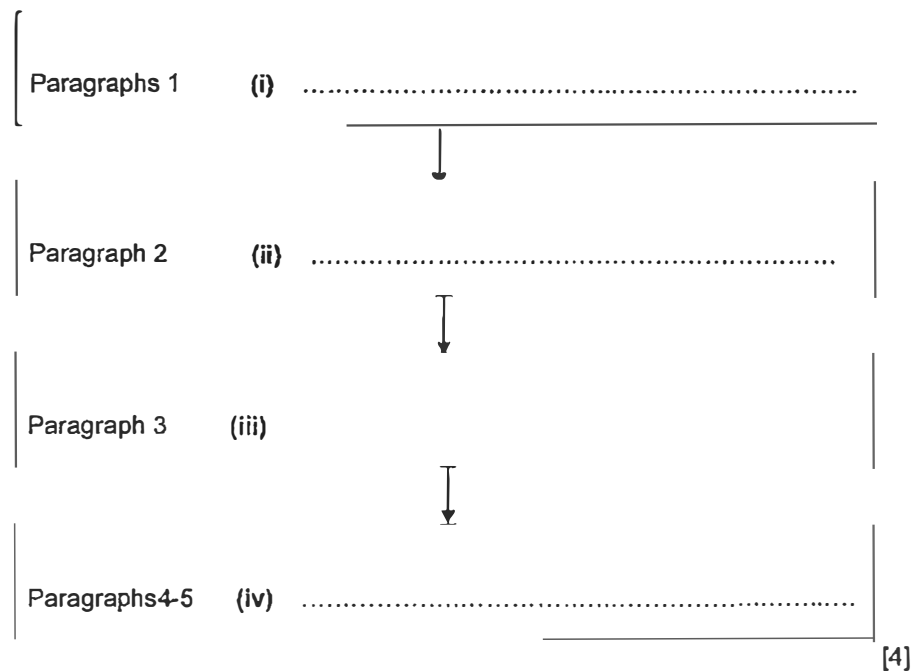 Paragraphs 1 (i) ................................................................
Paragraph 2 (ii) ................................................................
Paragraph 3 (iii)
Paragraphs4-5 (iv) ................................................................
[4]